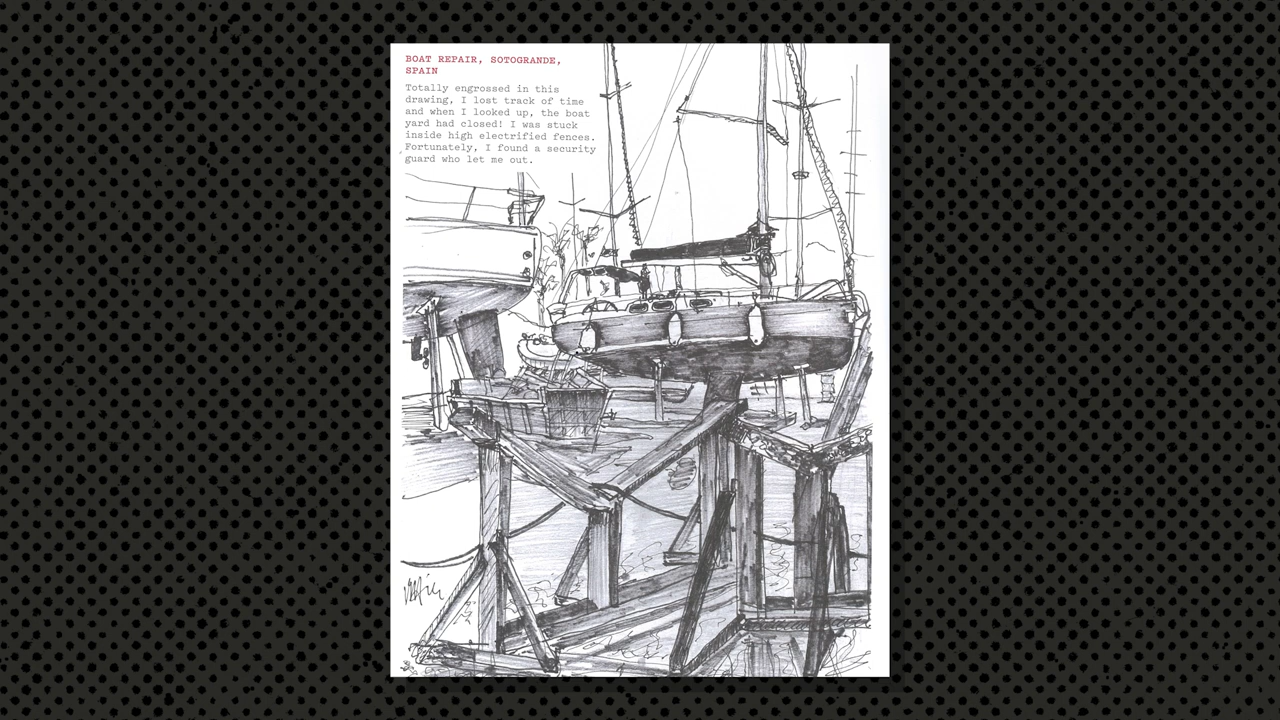 BOAT REPAIR, SOTOGRANDE,
SPAIN
Totally engrossed in this
drawing, I lost track of time
and when I looked up, the boat
yard had closed! I was stuck
inside high electrified fences.
Fortunately, I found a security
guard who let me out.